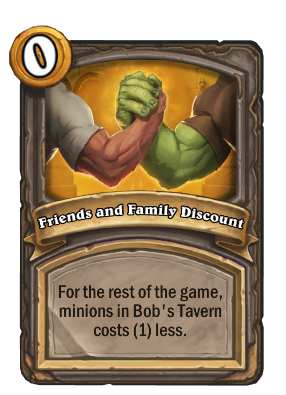 0
Friends and Family Discount
For the rest of the game,
minions in Bob's Tavern
costs (1) less.